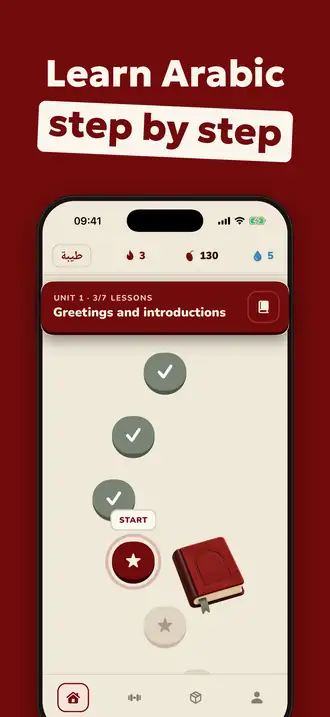 Learn Arabic
step by step
09:41
طيبة
3
130
5
UNIT 1 · 3/7 LESSONS
Greetings and introductions
START